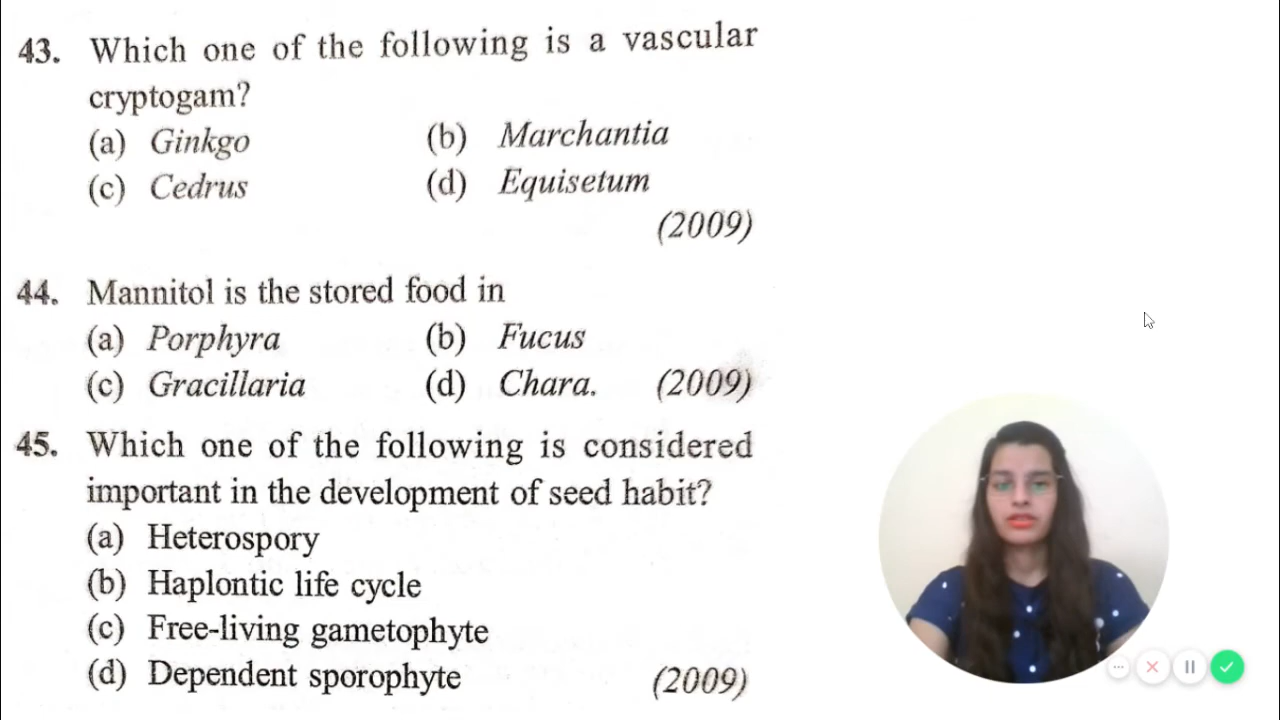 43. Which one of the following is a vascular
cryptogam?
(a) Ginkgo (b) Marchantia
(c) Cedrus (d) Equisetum
(2009)
44. Mannitol is the stored food in
(a) Porphyra (b) Fucus
(c) Gracillaria (d) Chara. (2009)
45. Which one of the following is considered
important in the development of seed habit?
(a) Heterospory
(b) Haplontic life cycle
(c) Free-living gametophyte
(d) Dependent sporophyte (2009)